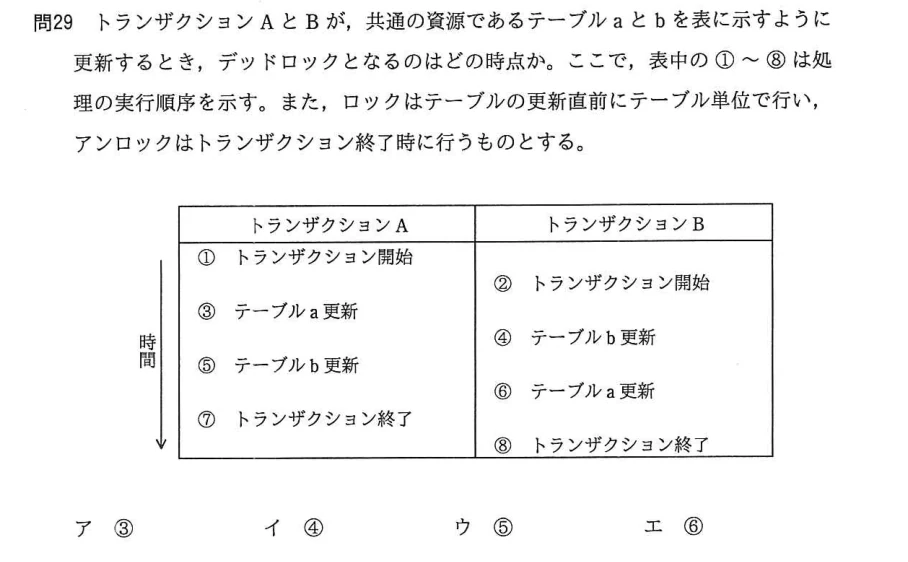 問29 トランザクション A と B が，共通の資源であるテーブル a と b を表に示すように
更新するとき，デッドロックとなるのはどの時点か。ここで，表中の ① ～ ⑧ は処
理の実行順序を示す。また，ロックはテーブルの更新直前にテーブル単位で行い，
アンロックはトランザクション終了時に行うものとする。
トランザクション A トランザクション B
① トランザクション開始
② トランザクション開始
③ テーブル a 更新
④ テーブル b 更新
時間
⑤ テーブル b 更新
⑥ テーブル a 更新
⑦ トランザクション終了
⑧ トランザクション終了
ア ③ イ ④ ウ ⑤ エ ⑥